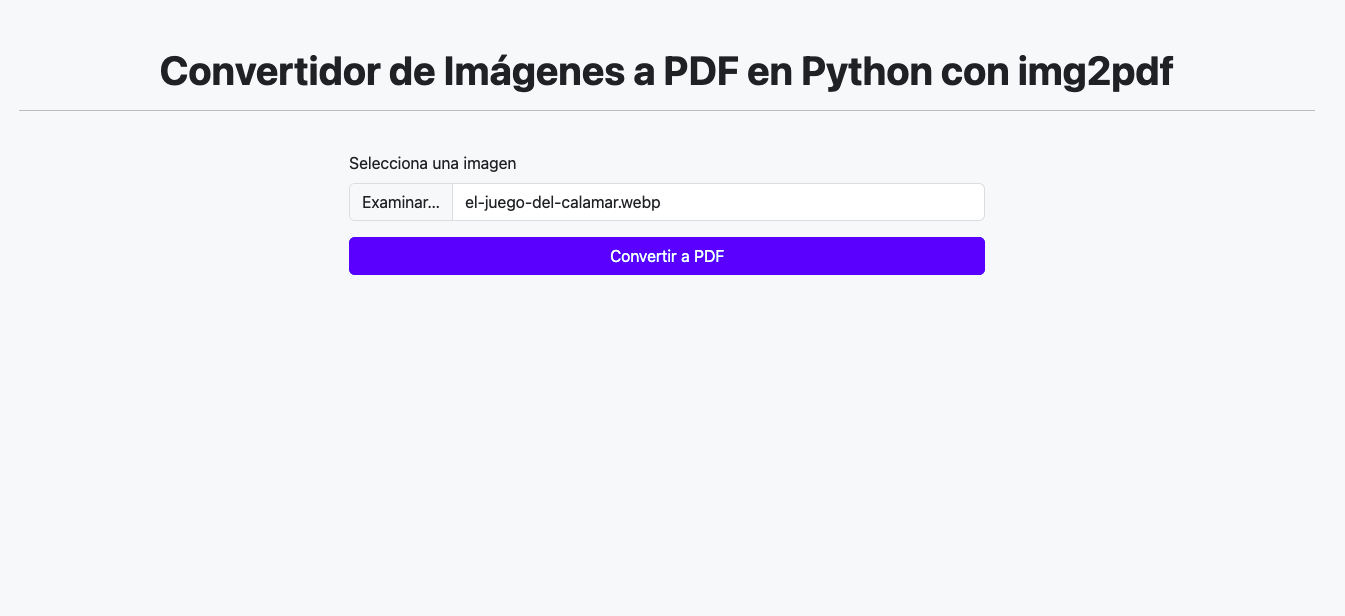 Convertidor de Imágenes a PDF en Python con img2pdf
Selecciona una imagen
Examinar... el-juego-del-calamar.webp
Convertir a PDF